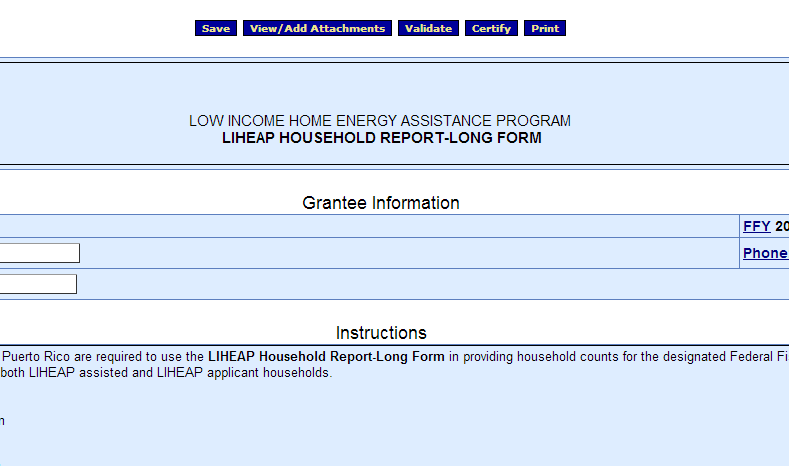 Save View/Add Attachments Validate Certify Print
LOW INCOME HOME ENERGY ASSISTANCE PROGRAM
LIHEAP HOUSEHOLD REPORT-LONG FORM
Grantee Information
FFY 20
Phone
Instructions
Puerto Rico are required to use the LIHEAP Household Report-Long Form in providing household counts for the designated Federal Fi
both LIHEAP assisted and LIHEAP applicant households.